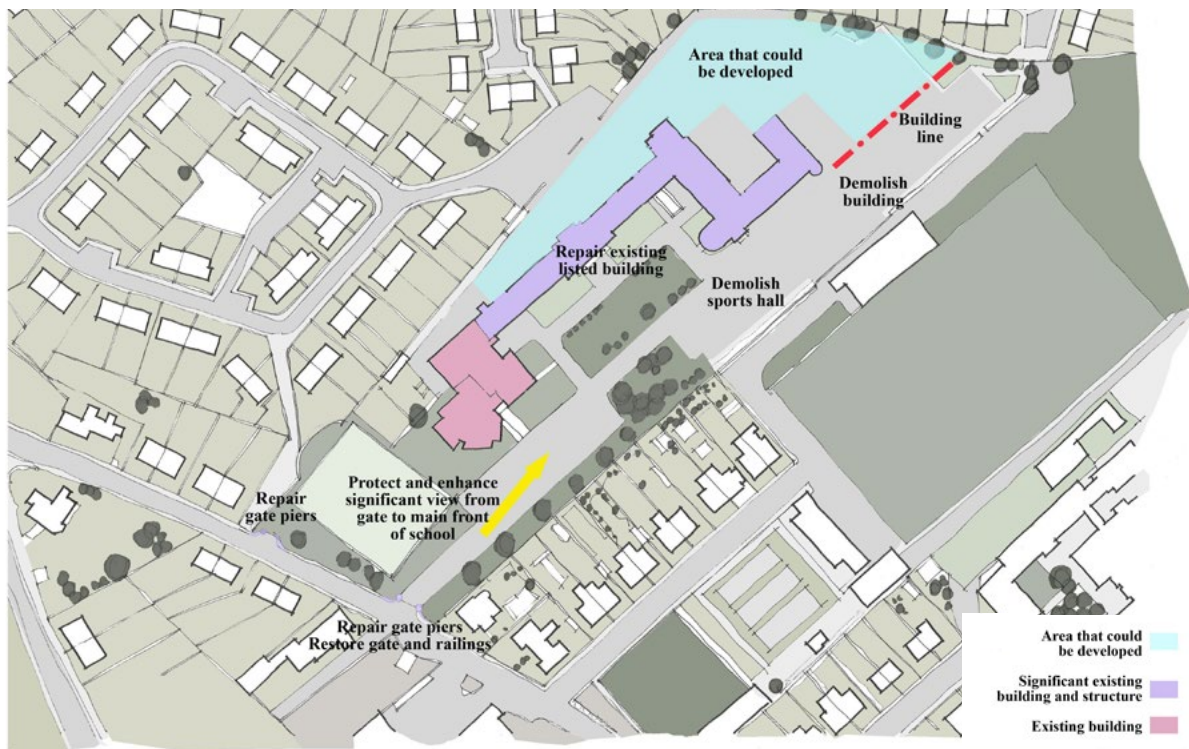 Area that could
be developed
Building
line
Demolish
building
Repair existing
listed building
Demolish
sports hall
Protect and enhance
significant view from
gate to main front
of school
Repair
gate piers
Repair gate piers
Restore gate and railings
Area that could
be developed
Significant existing
building and structure
Existing building